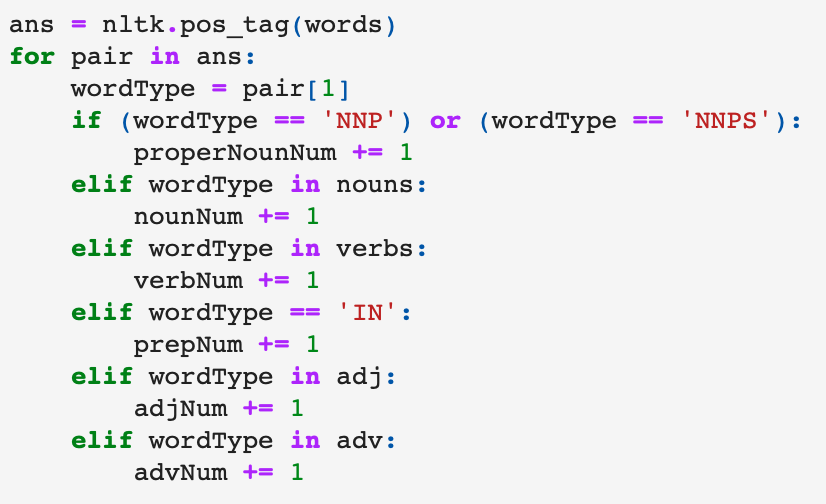 ans = nltk.pos_tag(words)
for pair in ans:
    wordType = pair[1]
    if (wordType == 'NNP') or (wordType == 'NNPS'):
        properNounNum += 1
    elif wordType in nouns:
        nounNum += 1
    elif wordType in verbs:
        verbNum += 1
    elif wordType == 'IN':
        prepNum += 1
    elif wordType in adj:
        adjNum += 1
    elif wordType in adv:
        advNum += 1